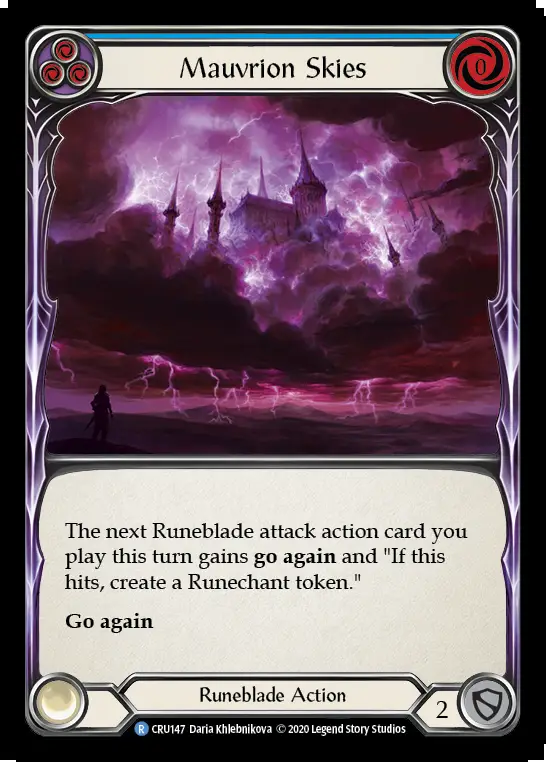 Mauvrion Skies
0
The next Runeblade attack action card you
play this turn gains go again and "If this
hits, create a Runechant token."
Go again
Runeblade Action
2
R CRU147 Daria Khlebnikova © 2020 Legend Story Studios